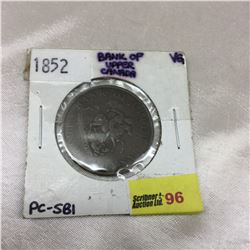 1852
BANK OF
UPPER
CANADA
VG
Scribner
Auction Ltd.
96
PC-5B1